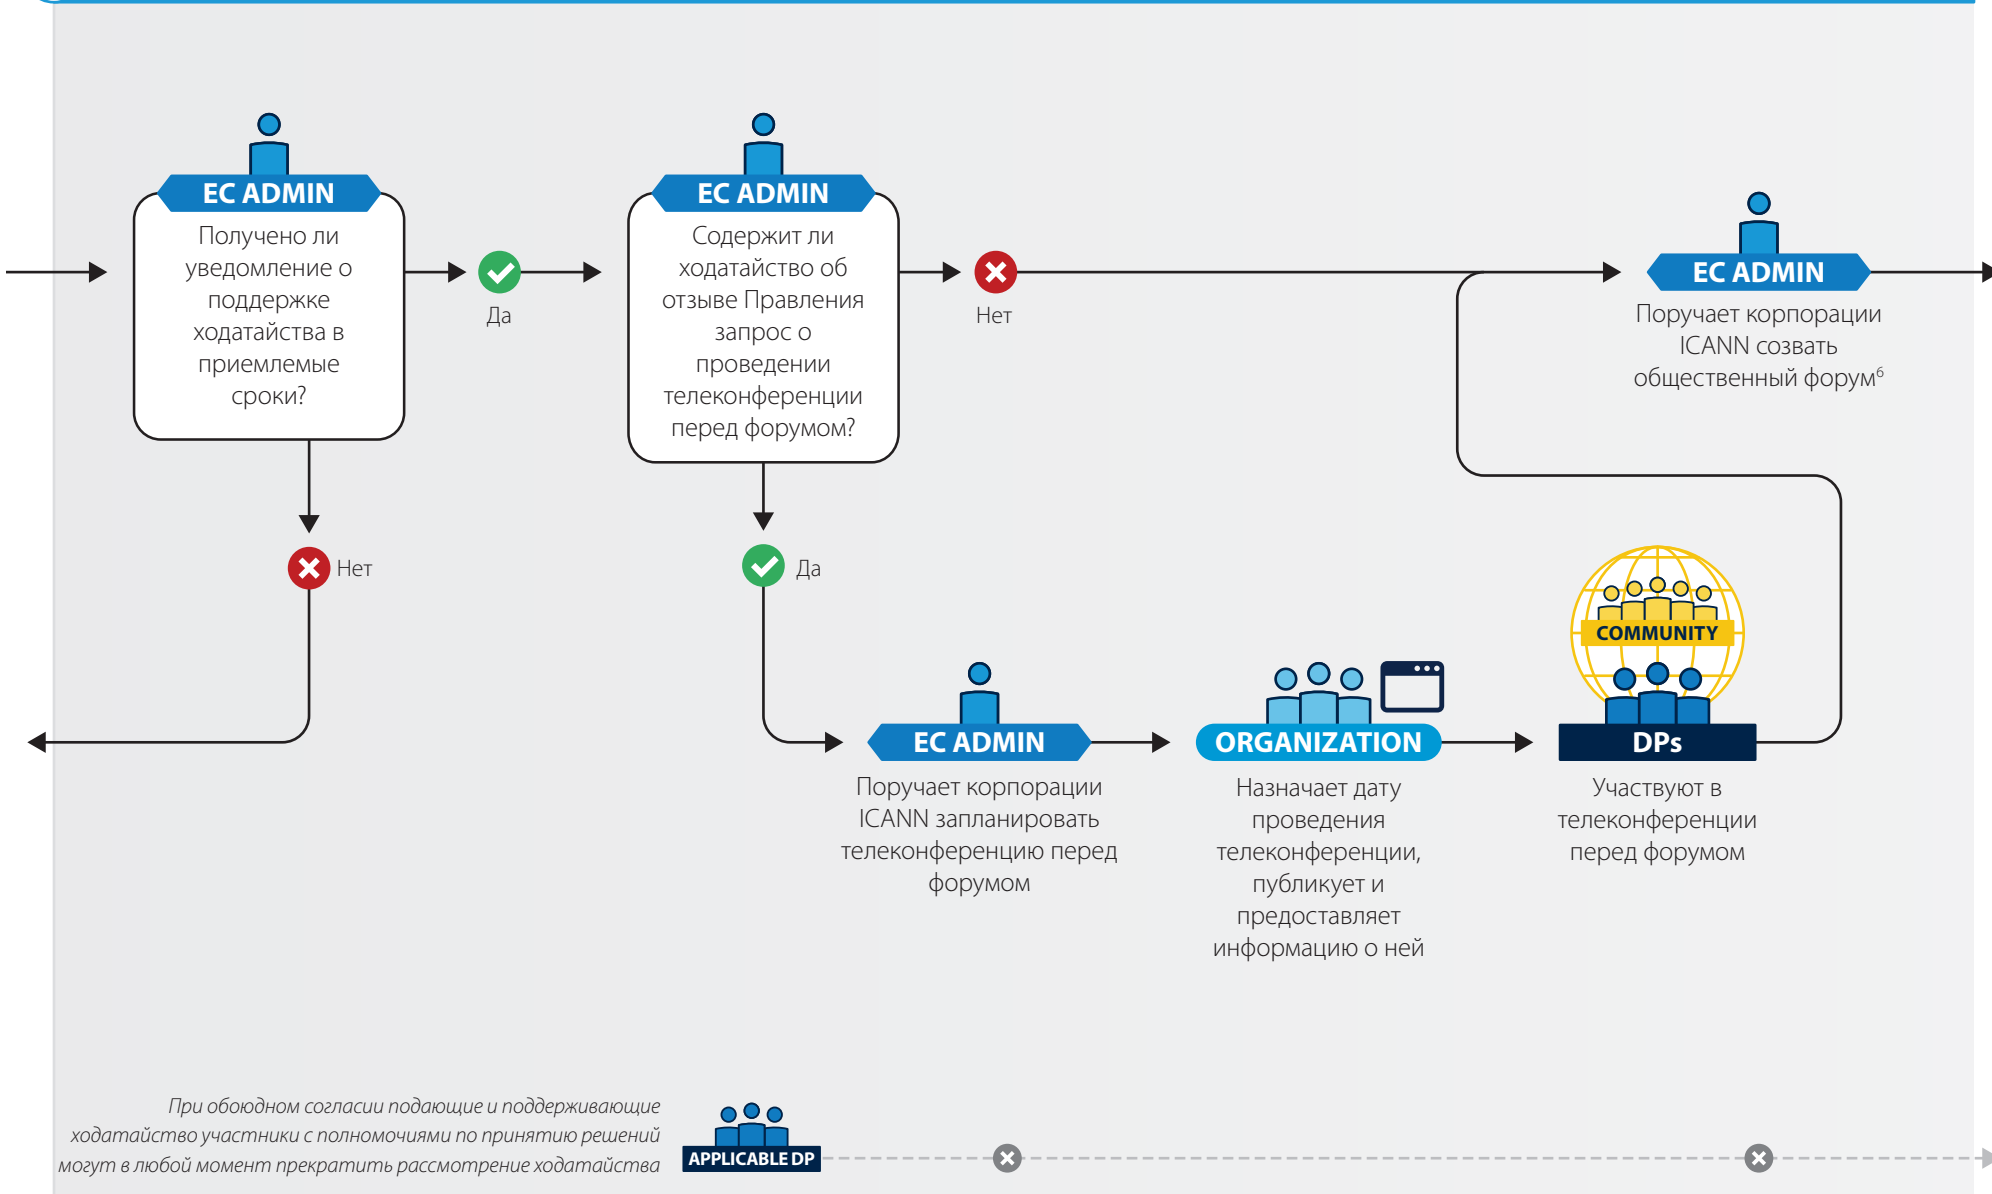 EC ADMIN
Получено ли
уведомление о
поддержке
ходатайства в
приемлемые
сроки?
Да
Нет
EC ADMIN
Содержит ли
ходатайство об
отзыве Правления
запрос о
проведении
телеконференции
перед форумом?
Нет
Да
EC ADMIN
Поручает корпорации
ICANN созвать
общественный форум⁶
EC ADMIN
Поручает корпорации
ICANN запланировать
телеконференцию перед
форумом
ORGANIZATION
Назначает дату
проведения
телеконференции,
публикует и
предоставляет
информацию о ней
COMMUNITY
DPs
Участвуют в
телеконференции
перед форумом
При обоюдном согласии подающие и поддерживающие
ходатайство участники с полномочиями по принятию решений
могут в любой момент прекратить рассмотрение ходатайства
APPLICABLE DP